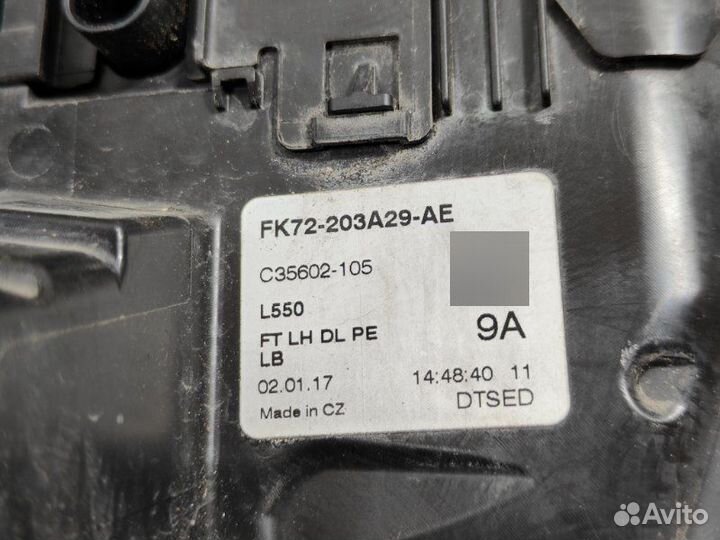 FK72-203A29-AE
C35602-105
L550
FT LH DL PE
LB
9A
02.01.17
14:48:40 11
Made in CZ
DTSED
Avito